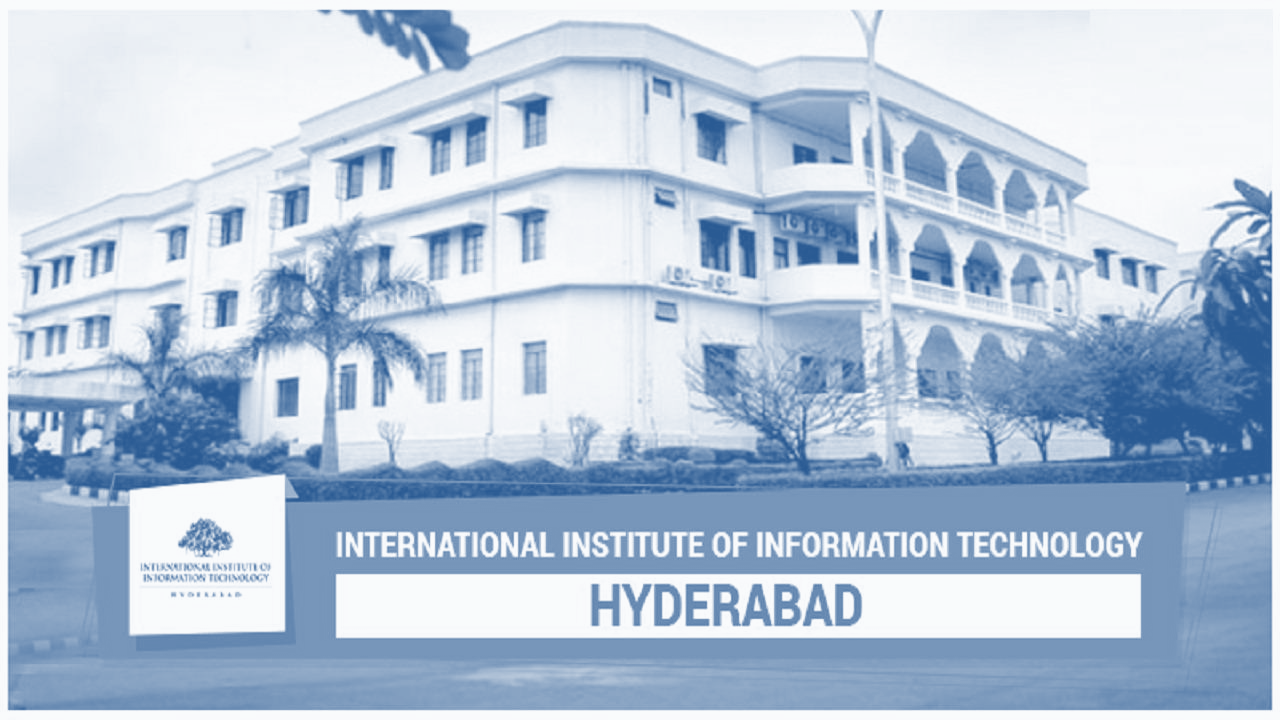 INTERNATIONAL INSTITUTE OF INFORMATION TECHNOLOGY
HYDERABAD
INTERNATIONAL INSTITUTE OF
INFORMATION TECHNOLOGY
HYDERABAD